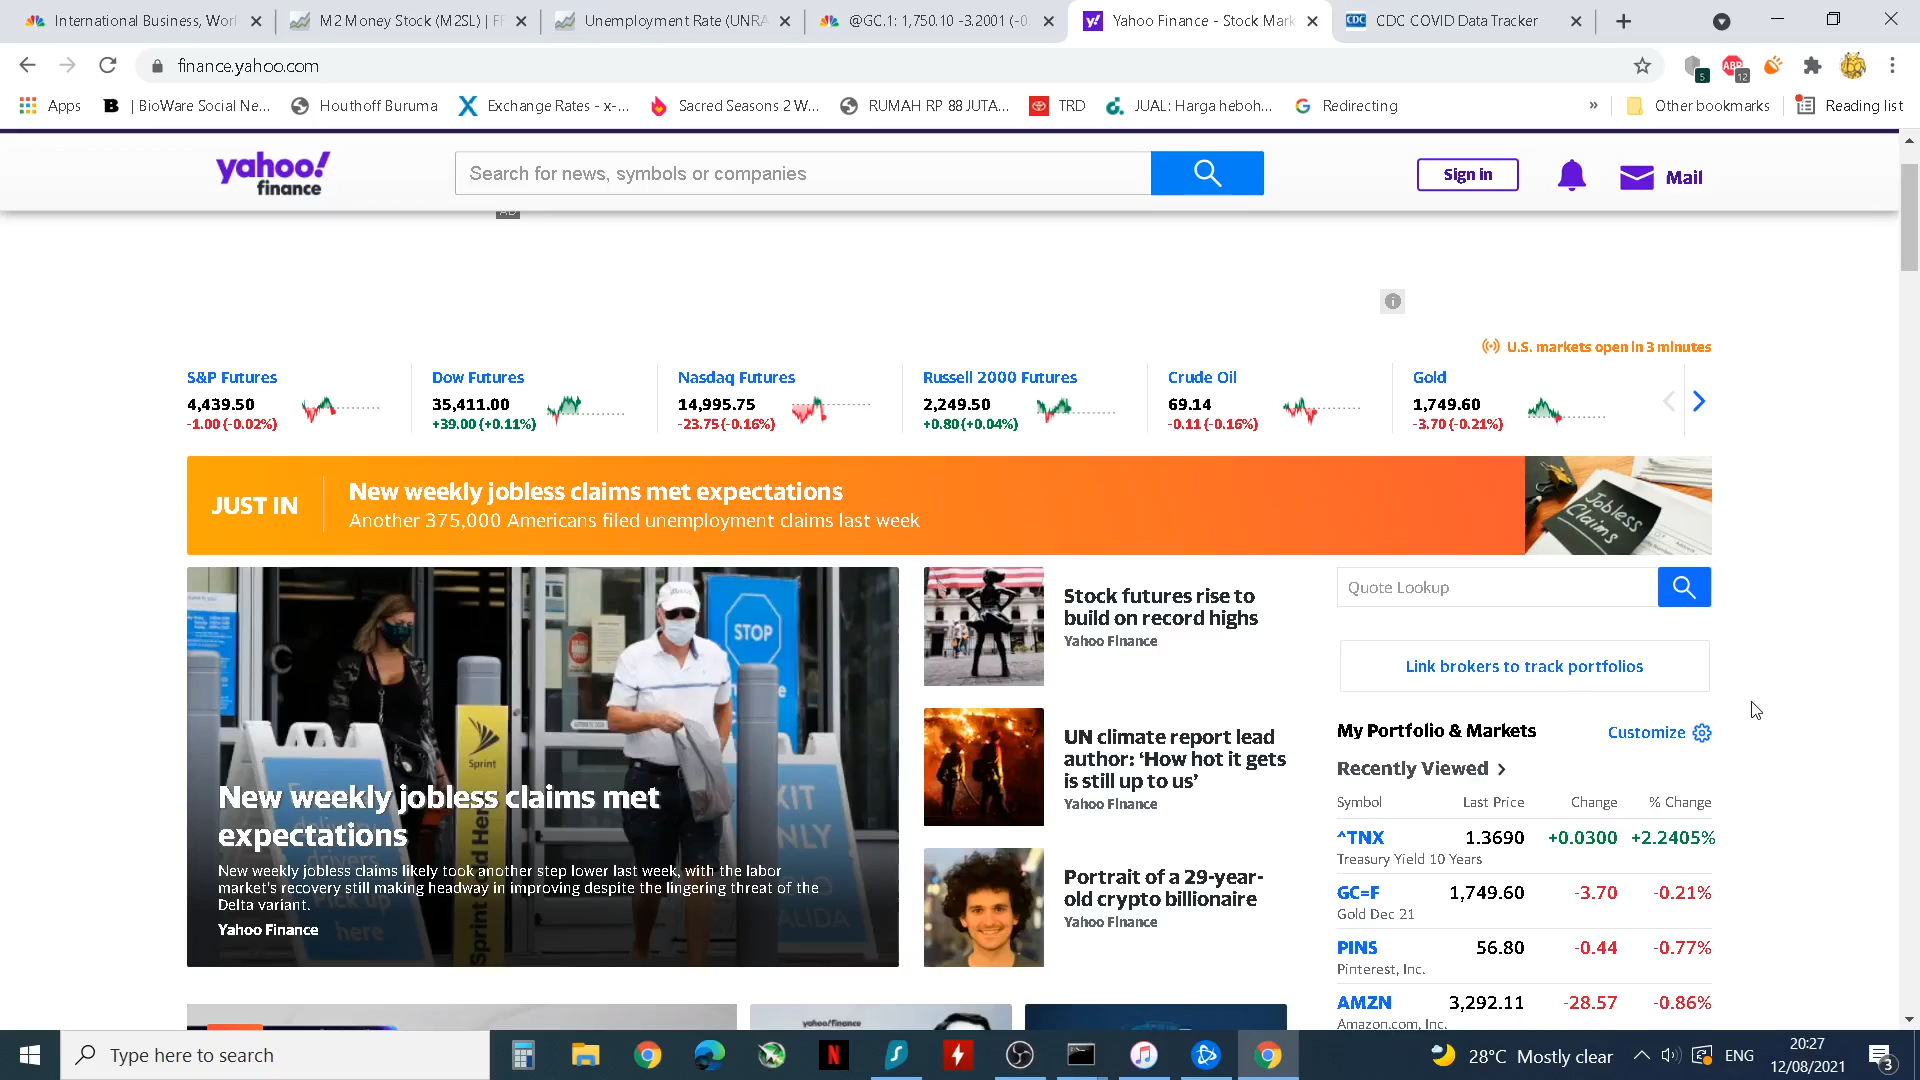 International Business, Worl
M2 Money Stock (M2SL) | FF
Unemployment Rate (UNRA
@GC.1: 1,750.10 -3.2001 (-0.
Yahoo Finance - Stock Mark
CDC COVID Data Tracker
finance.yahoo.com
5
ABP
12
Apps
B | BioWare Social Ne...
Houthoff Buruma
Exchange Rates - x-...
Sacred Seasons 2 W...
RUMAH RP 88 JUTA...
TRD
JUAL: Harga heboh...
Redirecting
»
Other bookmarks
Reading list
yahoo!
finance
Search for news, symbols or companies
Sign in
Mail
AD
U.S. markets open in 3 minutes
S&P Futures
4,439.50
-1.00 (-0.02%)
Dow Futures
35,411.00
+39.00 (+0.11%)
Nasdaq Futures
14,995.75
-23.75 (-0.16%)
Russell 2000 Futures
2,249.50
+0.80 (+0.04%)
Crude Oil
69.14
-0.11 (-0.16%)
Gold
1,749.60
-3.70 (-0.21%)
JUST IN
New weekly jobless claims met expectations
Another 375,000 Americans filed unemployment claims last week
Jobless
Claims
STOP
Sprint
New weekly jobless claims met
expectations
New weekly jobless claims likely took another step lower last week, with the labor
market's recovery still making headway in improving despite the lingering threat of the
Delta variant.
Yahoo Finance
Stock futures rise to
build on record highs
Yahoo Finance
UN climate report lead
author: ‘How hot it gets
is still up to us’
Yahoo Finance
Portrait of a 29-year-
old crypto billionaire
Yahoo Finance
Quote Lookup
Link brokers to track portfolios
My Portfolio & Markets
Customize
Recently Viewed
Symbol Last Price Change % Change
^TNX 1.3690 +0.0300 +2.2405%
Treasury Yield 10 Years
GC=F 1,749.60 -3.70 -0.21%
Gold Dec 21
PINS 56.80 -0.44 -0.77%
Pinterest, Inc.
AMZN 3,292.11 -28.57 -0.86%
Amazon.com, Inc.
yahoo!finance
Type here to search
28°C Mostly clear
ENG
20:27
12/08/2021
3